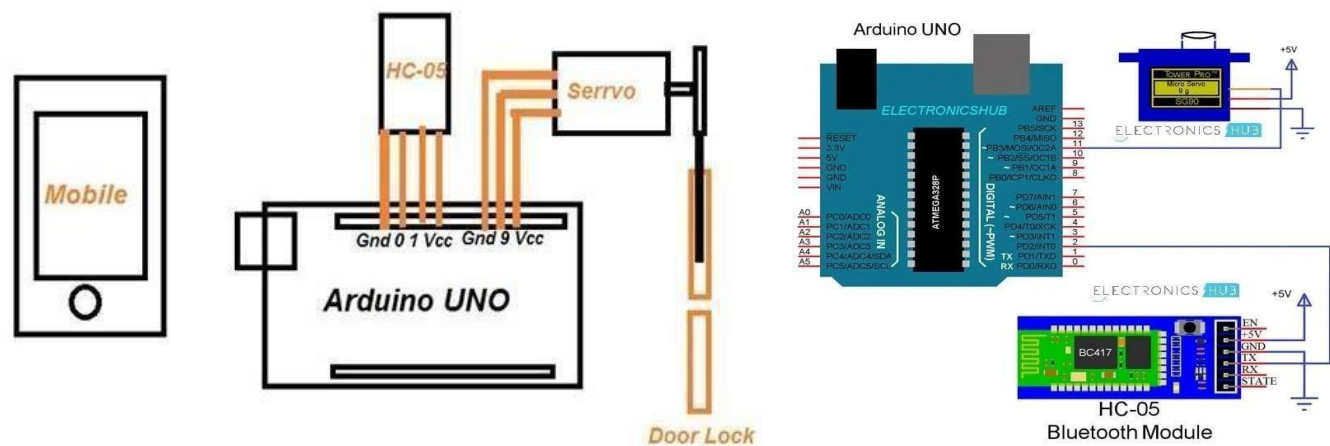 Mobile
HC-05
Serrvo
Gnd 0 1 Vcc Gnd 9 Vcc
Arduino UNO
Door Lock
Arduino UNO
ELECTRONICSHUB
RESET
3.3V
5V
GND
GND
VIN
AREF
GND
PB5/SCK 13
PB4/MISO 12
~PB3/MOSI/OC2A 11
~PB2/SS/OC1B 10
~PB1/OC1A 9
PB0/ICP1/CLKO 8
PD7/AIN1 7
~PD6/AIN0 6
~PD5/T1 5
PD4/T0/XCK 4
~PD3/INT1 3
PD2/INT0 2
TX PD1/TXD 1
RX PD0/RXD 0
ATMEGA328P
ANALOG IN
DIGITAL (~PWM)
A0 PC0/ADC0
A1 PC1/ADC1
A2 PC2/ADC2
A3 PC3/ADC3
A4 PC4/ADC4/SDA
A5 PC5/ADC5/SCL
+5V
TOWER PRO™
Micro Servo
9 g
SG90
ELECTRONICS HUB
ELECTRONICS HUB
+5V
BC417
EN
+5V
GND
TX
RX
STATE
HC-05
Bluetooth Module